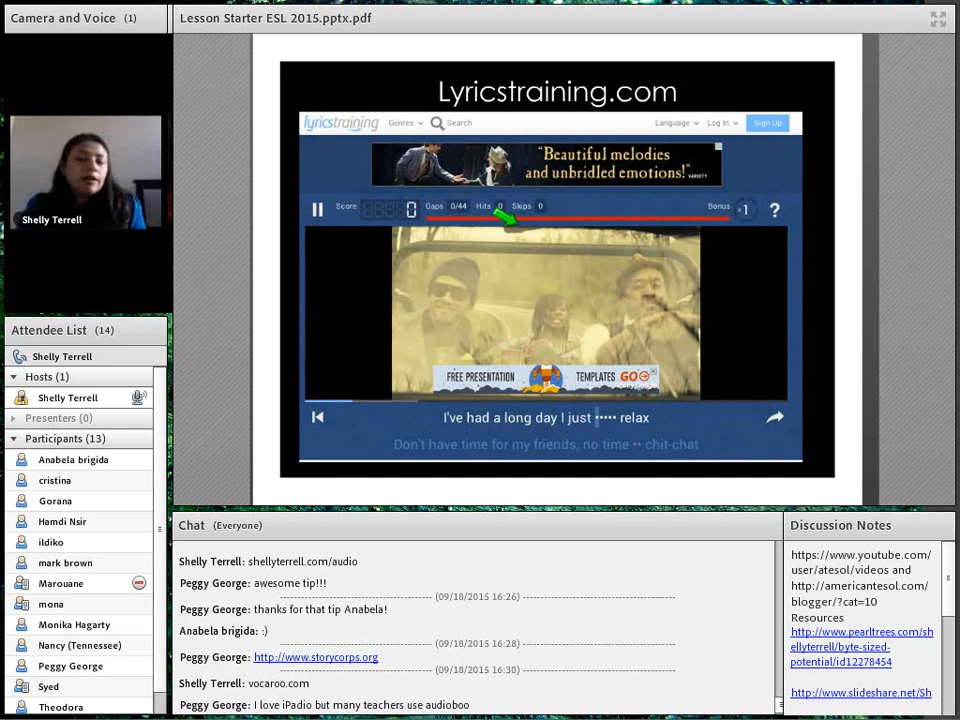 Camera and Voice (1)
Shelly Terrell
Attendee List (14)
Shelly Terrell
Hosts (1)
Shelly Terrell
Presenters (0)
Participants (13)
Anabela brigida
cristina
Gorana
Hamdi Nsir
ildiko
mark brown
Marouane
mona
Monika Hagarty
Nancy (Tennessee)
Peggy George
Syed
Theodora
Lesson Starter ESL 2015.pptx.pdf
Lyricstraining.com
lyricstraining Genres Search Language Log In Sign Up
"Beautiful melodies
and unbridled emotions!" VARIETY
Score 0 Gaps 0/44 Hits 0 Skips 0 Bonus x1 ?
FREE PRESENTATION TEMPLATES GO
I've had a long day I just ••••• relax
Don't have time for my friends, no time •• chit-chat
Chat (Everyone)
Shelly Terrell: shellyterrell.com/audio
Peggy George: awesome tip!!!
(09/18/2015 16:26)
Peggy George: thanks for that tip Anabela!
Anabela brigida: :)
(09/18/2015 16:28)
Peggy George: http://www.storycorps.org
(09/18/2015 16:30)
Shelly Terrell: vocaroo.com
Peggy George: I love iPadio but many teachers use audioboo
Discussion Notes
https://www.youtube.com/
user/atesol/videos and
http://americantesol.com/
blogger/?cat=10
Resources
http://www.pearltrees.com/sh
ellyterrell/byte-sized-
potential/id12278454
http://www.slideshare.net/Sh